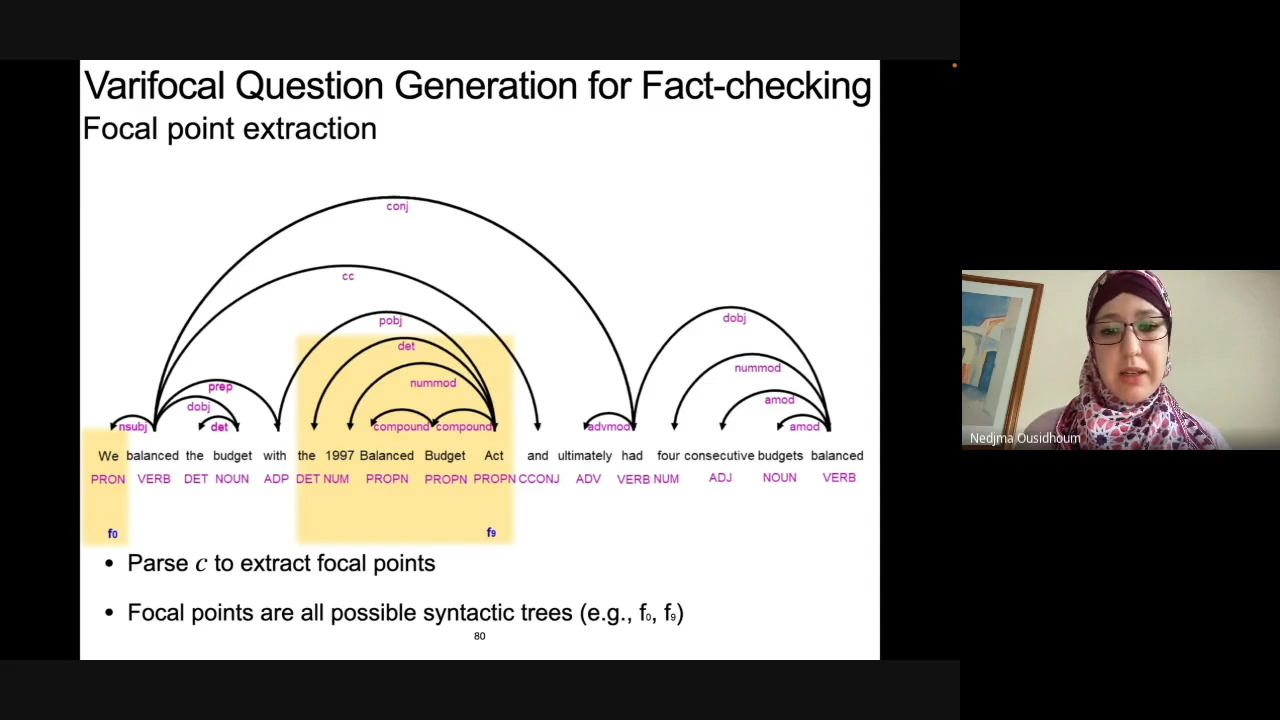 Varifocal Question Generation for Fact-checking
Focal point extraction
conj
cc
pobj
dobj
det
nummod
nummod
prep
amod
dobj
nsubj det compound compound advmod amod
We balanced the budget with the 1997 Balanced Budget Act and ultimately had four consecutive budgets balanced
PRON VERB DET NOUN ADP DET NUM PROPN PROPN PROPN CCONJ ADV VERB NUM ADJ NOUN VERB
f₀ f₉
• Parse c to extract focal points
• Focal points are all possible syntactic trees (e.g., f₀, f₉)
80
Nedjma Ousidhoum